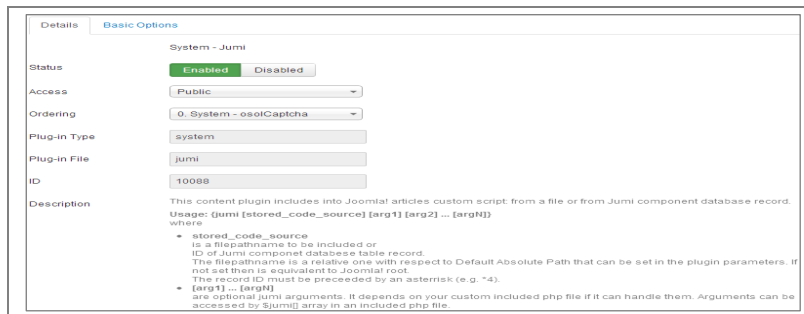 Details Basic Options
System - Jumi
Status Enabled Disabled
Access Public
Ordering 0. System - osolCaptcha
Plug-in Type system
Plug-in File jumi
ID 10088
Description This content plugin includes into Joomla! articles custom script: from a file or from Jumi component database record.
Usage: {jumi [stored_code_source] [arg1] [arg2] ... [argN]}
where
• stored_code_source
is a filepathname to be included or
ID of Jumi componet databese table record.
The filepathname is a relative one with respect to Default Absolute Path that can be set in the plugin parameters. If
not set then is equivalent to Joomla! root.
The record ID must be preceeded by an asterrisk (e.g. *4).
• [arg1] ... [argN]
are optional jumi arguments. It depends on your custom included php file if it can handle them. Arguments can be
accessed by $jumi[] array in an included php file.